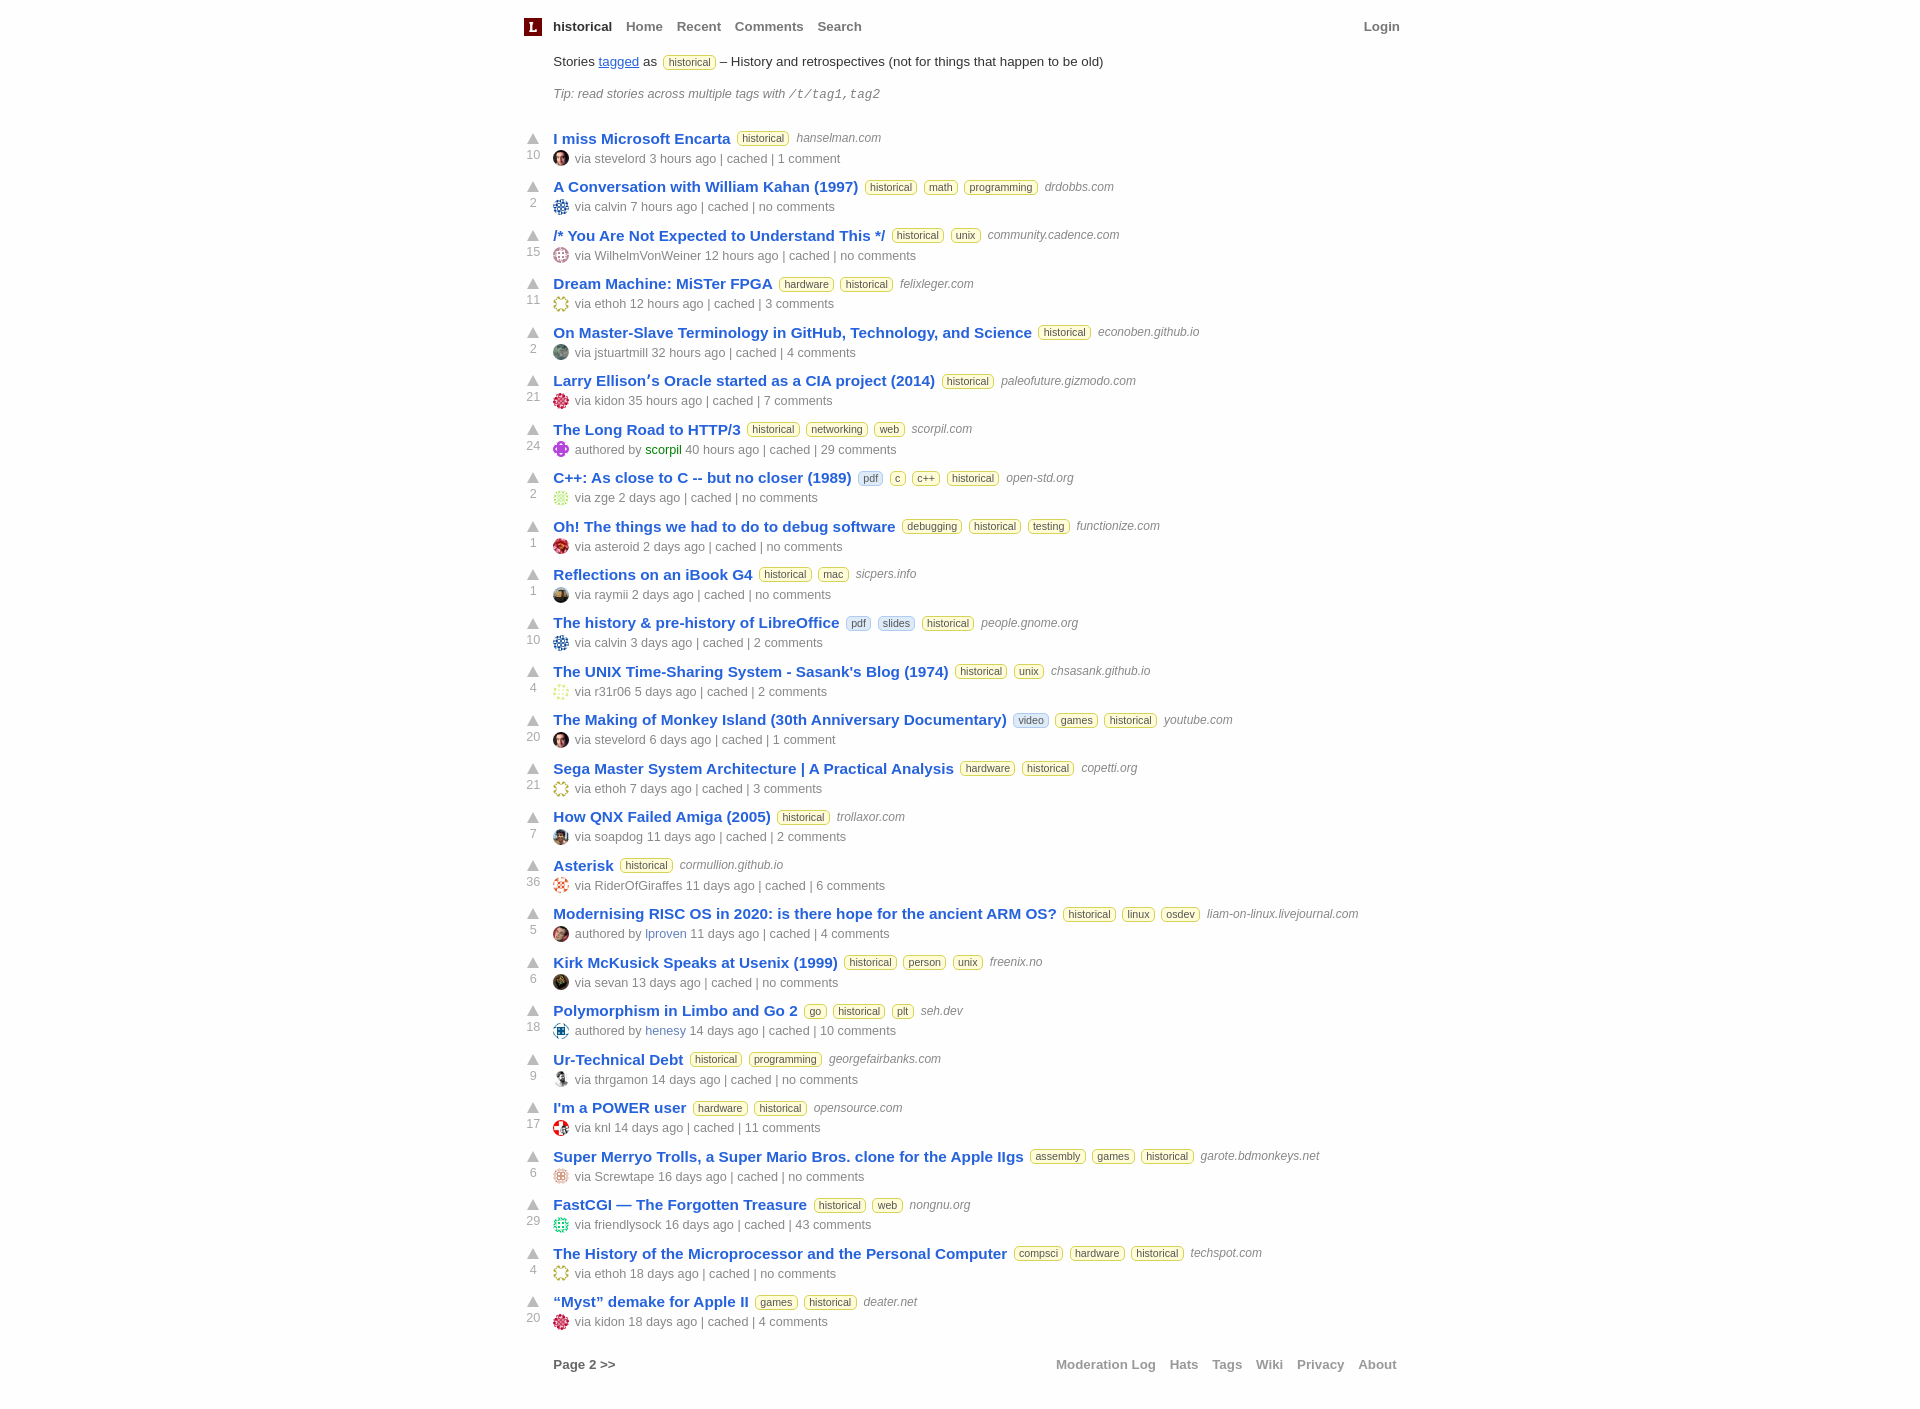 L historical Home Recent Comments Search Login
Stories tagged as historical – History and retrospectives (not for things that happen to be old)
Tip: read stories across multiple tags with /t/tag1,tag2
I miss Microsoft Encarta historical hanselman.com
10 via stevelord 3 hours ago | cached | 1 comment
A Conversation with William Kahan (1997) historical math programming drdobbs.com
2 via calvin 7 hours ago | cached | no comments
/* You Are Not Expected to Understand This */ historical unix community.cadence.com
15 via WilhelmVonWeiner 12 hours ago | cached | no comments
Dream Machine: MiSTer FPGA hardware historical felixleger.com
11 via ethoh 12 hours ago | cached | 3 comments
On Master-Slave Terminology in GitHub, Technology, and Science historical econoben.github.io
2 via jstuartmill 32 hours ago | cached | 4 comments
Larry Ellisonʼs Oracle started as a CIA project (2014) historical paleofuture.gizmodo.com
21 via kidon 35 hours ago | cached | 7 comments
The Long Road to HTTP/3 historical networking web scorpil.com
24 authored by scorpil 40 hours ago | cached | 29 comments
C++: As close to C -- but no closer (1989) pdf c c++ historical open-std.org
2 via zge 2 days ago | cached | no comments
Oh! The things we had to do to debug software debugging historical testing functionize.com
1 via asteroid 2 days ago | cached | no comments
Reflections on an iBook G4 historical mac sicpers.info
1 via raymii 2 days ago | cached | no comments
The history & pre-history of LibreOffice pdf slides historical people.gnome.org
10 via calvin 3 days ago | cached | 2 comments
The UNIX Time-Sharing System - Sasank's Blog (1974) historical unix chsasank.github.io
4 via r31r06 5 days ago | cached | 2 comments
The Making of Monkey Island (30th Anniversary Documentary) video games historical youtube.com
20 via stevelord 6 days ago | cached | 1 comment
Sega Master System Architecture | A Practical Analysis hardware historical copetti.org
21 via ethoh 7 days ago | cached | 3 comments
How QNX Failed Amiga (2005) historical trollaxor.com
7 via soapdog 11 days ago | cached | 2 comments
Asterisk historical cormullion.github.io
36 via RiderOfGiraffes 11 days ago | cached | 6 comments
Modernising RISC OS in 2020: is there hope for the ancient ARM OS? historical linux osdev liam-on-linux.livejournal.com
5 authored by lproven 11 days ago | cached | 4 comments
Kirk McKusick Speaks at Usenix (1999) historical person unix freenix.no
6 via sevan 13 days ago | cached | no comments
Polymorphism in Limbo and Go 2 go historical plt seh.dev
18 authored by henesy 14 days ago | cached | 10 comments
Ur-Technical Debt historical programming georgefairbanks.com
9 via thrgamon 14 days ago | cached | no comments
I'm a POWER user hardware historical opensource.com
17 via knl 14 days ago | cached | 11 comments
Super Merryo Trolls, a Super Mario Bros. clone for the Apple IIgs assembly games historical garote.bdmonkeys.net
6 via Screwtape 16 days ago | cached | no comments
FastCGI — The Forgotten Treasure historical web nongnu.org
29 via friendlysock 16 days ago | cached | 43 comments
The History of the Microprocessor and the Personal Computer compsci hardware historical techspot.com
4 via ethoh 18 days ago | cached | no comments
“Myst” demake for Apple II games historical deater.net
20 via kidon 18 days ago | cached | 4 comments
Page 2 >> Moderation Log Hats Tags Wiki Privacy About